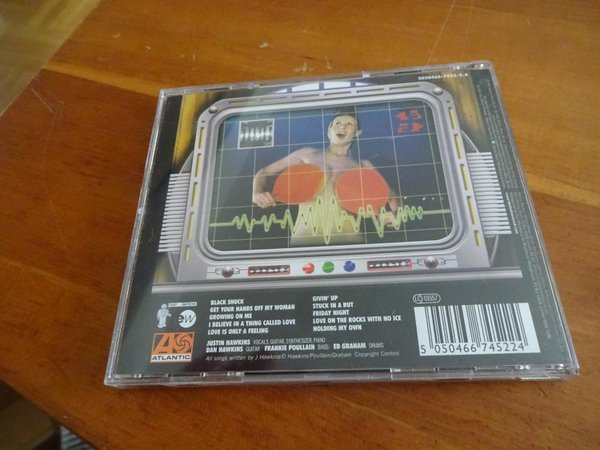 5050466-7452-2-4
BLACK SHUCK
GET YOUR HANDS OFF MY WOMAN
GROWING ON ME
I BELIEVE IN A THING CALLED LOVE
LOVE IS ONLY A FEELING
GIVIN' UP
STUCK IN A RUT
FRIDAY NIGHT
LOVE ON THE ROCKS WITH NO ICE
HOLDING MY OWN
LC 02557
ew
ATLANTIC
JUSTIN HAWKINS VOCALS, GUITAR, SYNTHESIZER, PIANO
DAN HAWKINS GUITAR FRANKIE POULLAIN BASS ED GRAHAM DRUMS
All songs written by J Hawkins/D Hawkins/Poullain/Graham Copyright Control
5 050466 745224